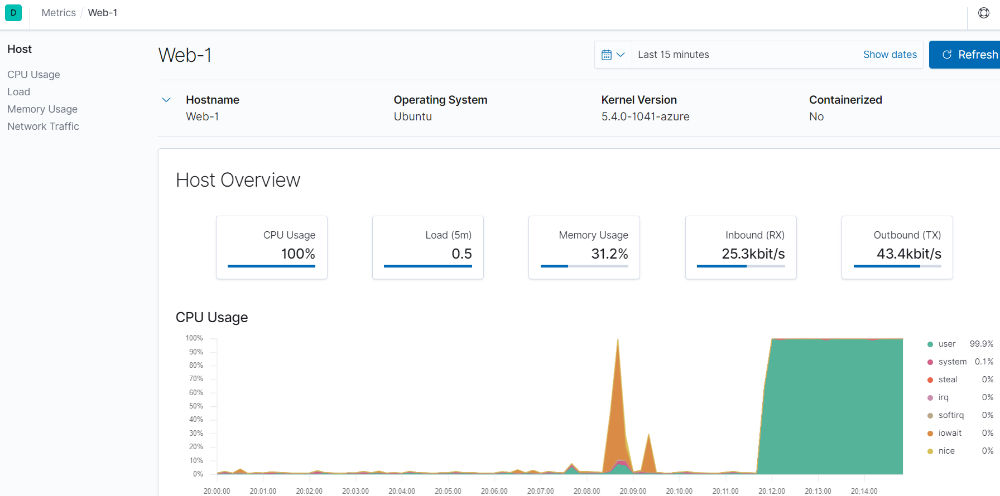 D Metrics / Web-1
Host
CPU Usage
Load
Memory Usage
Network Traffic
Web-1
Last 15 minutes Show dates Refresh
Hostname Operating System Kernel Version Containerized
Web-1 Ubuntu 5.4.0-1041-azure No
Host Overview
CPU Usage Load (5m) Memory Usage Inbound (RX) Outbound (TX)
100% 0.5 31.2% 25.3kbit/s 43.4kbit/s
CPU Usage
100%
90%
80%
70%
60%
50%
40%
30%
20%
10%
0%
20:00:00 20:01:00 20:02:00 20:03:00 20:04:00 20:05:00 20:06:00 20:07:00 20:08:00 20:09:00 20:10:00 20:11:00 20:12:00 20:13:00 20:14:00
user 99.9%
system 0.1%
steal 0%
irq 0%
softirq 0%
iowait 0%
nice 0%